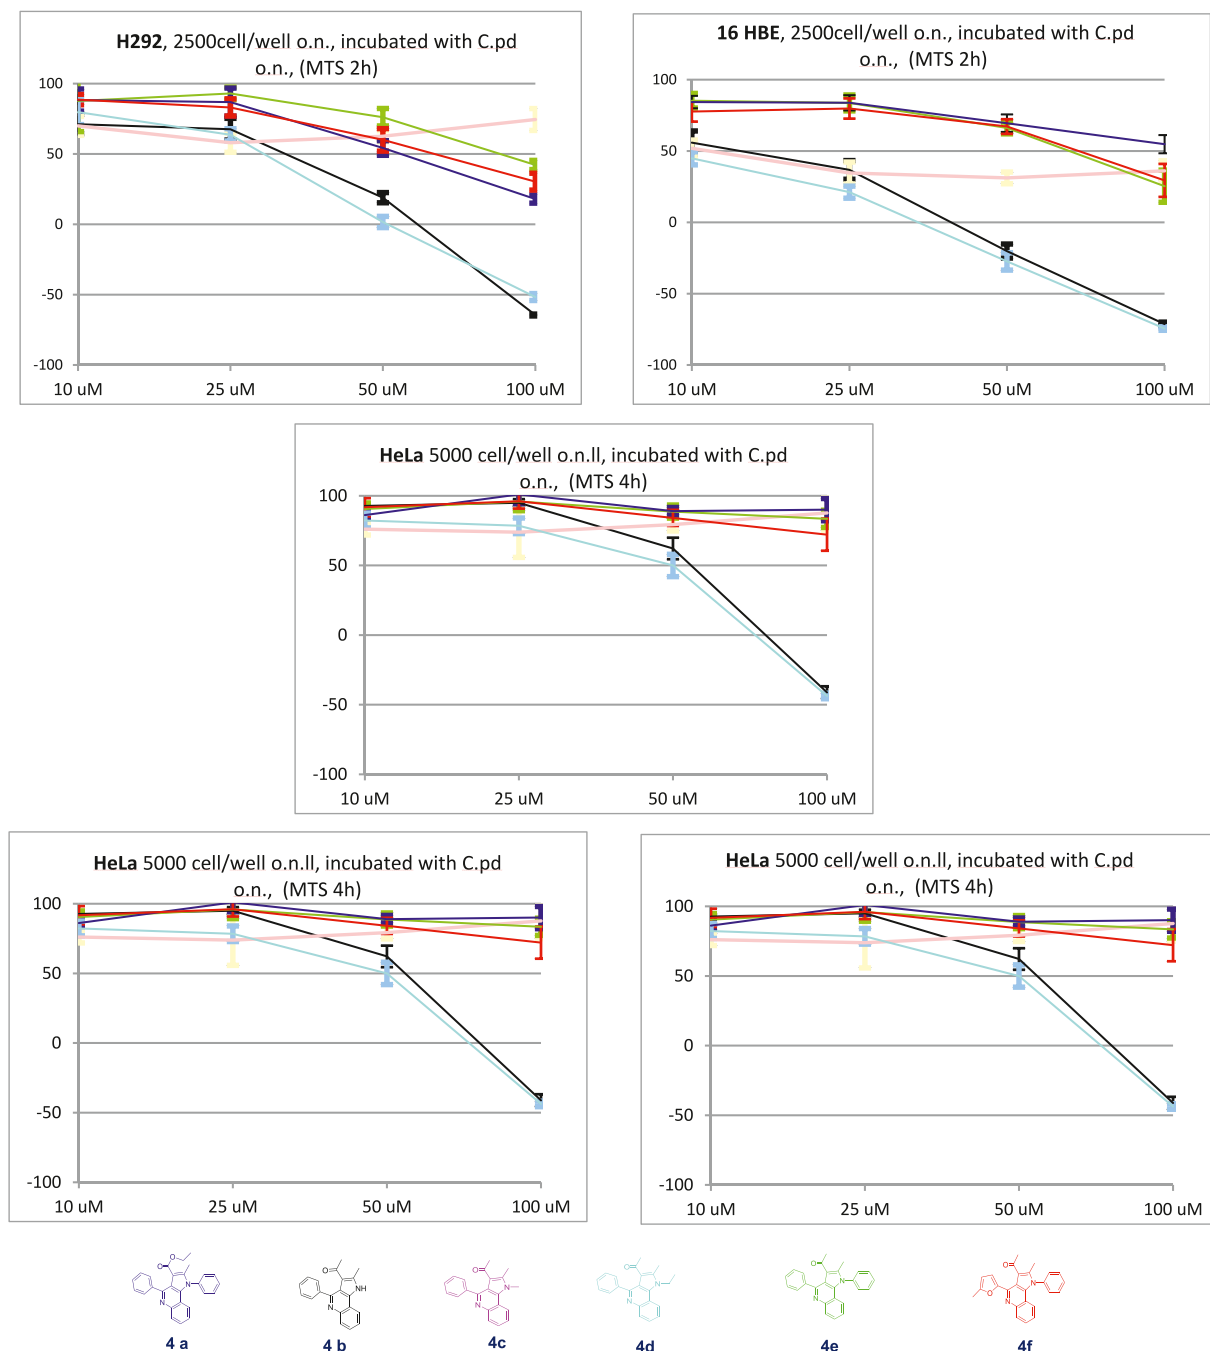 H292, 2500cell/well o.n., incubated with C.pd
o.n., (MTS 2h)
100
50
0
-50
-100
10 uM 25 uM 50 uM 100 uM
16 HBE, 2500cell/well o.n., incubated with C.pd
o.n., (MTS 2h)
100
50
0
-50
-100
10 uM 25 uM 50 uM 100 uM
HeLa 5000 cell/well o.n.ll, incubated with C.pd
o.n., (MTS 4h)
100
50
0
-50
-100
10 uM 25 uM 50 uM 100 uM
HeLa 5000 cell/well o.n.ll, incubated with C.pd
o.n., (MTS 4h)
100
50
0
-50
-100
10 uM 25 uM 50 uM 100 uM
HeLa 5000 cell/well o.n.ll, incubated with C.pd
o.n., (MTS 4h)
100
50
0
-50
-100
10 uM 25 uM 50 uM 100 uM
O
O
N
N
O
NH
N
O
N
N
O
N
N
O
N
N
O
O
N
N
4 a 4 b 4c 4d 4e 4f